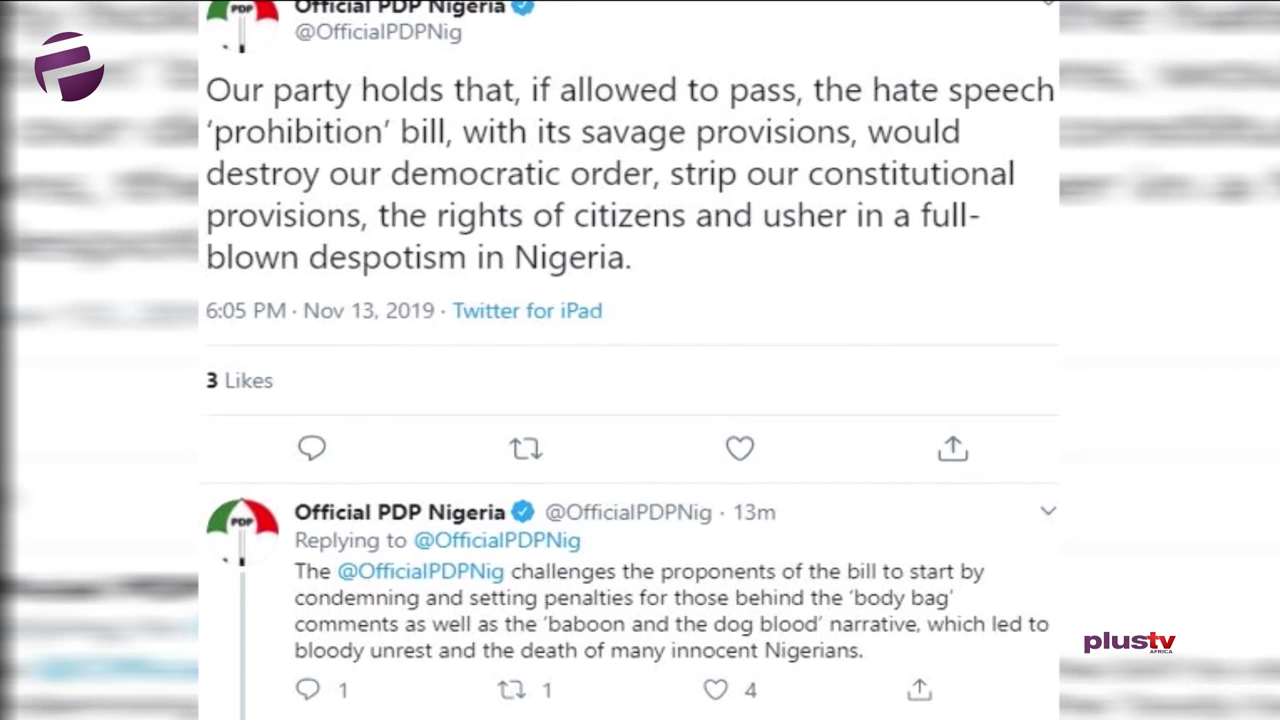 Official PDP Nigeria
@OfficialPDPNig
Our party holds that, if allowed to pass, the hate speech
‘prohibition’ bill, with its savage provisions, would
destroy our democratic order, strip our constitutional
provisions, the rights of citizens and usher in a full-
blown despotism in Nigeria.
6:05 PM · Nov 13, 2019 · Twitter for iPad
3 Likes
PDP
Official PDP Nigeria @OfficialPDPNig · 13m
Replying to @OfficialPDPNig
The @OfficialPDPNig challenges the proponents of the bill to start by
condemning and setting penalties for those behind the ‘body bag’
comments as well as the ‘baboon and the dog blood’ narrative, which led to
bloody unrest and the death of many innocent Nigerians.
1 1 4
PDP
plustv
AFRICA